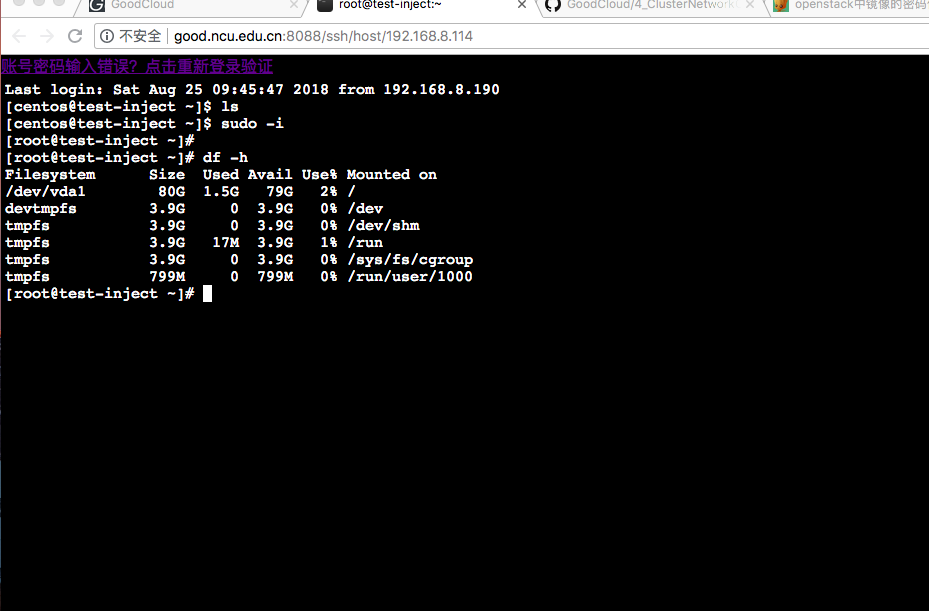 GoodCloud
root@test-inject:~
GoodCloud/4_ClusterNetwork
openstack中镜像的密码
不安全
good.ncu.edu.cn:8088/ssh/host/192.168.8.114
账号密码输入错误？点击重新登录验证
Last login: Sat Aug 25 09:45:47 2018 from 192.168.8.190
[centos@test-inject ~]$ ls
[centos@test-inject ~]$ sudo -i
[root@test-inject ~]#
[root@test-inject ~]# df -h
Filesystem      Size  Used Avail Use% Mounted on
/dev/vda1        80G  1.5G   79G   2% /
devtmpfs        3.9G     0  3.9G   0% /dev
tmpfs           3.9G     0  3.9G   0% /dev/shm
tmpfs           3.9G   17M  3.9G   1% /run
tmpfs           3.9G     0  3.9G   0% /sys/fs/cgroup
tmpfs           799M     0  799M   0% /run/user/1000
[root@test-inject ~]#